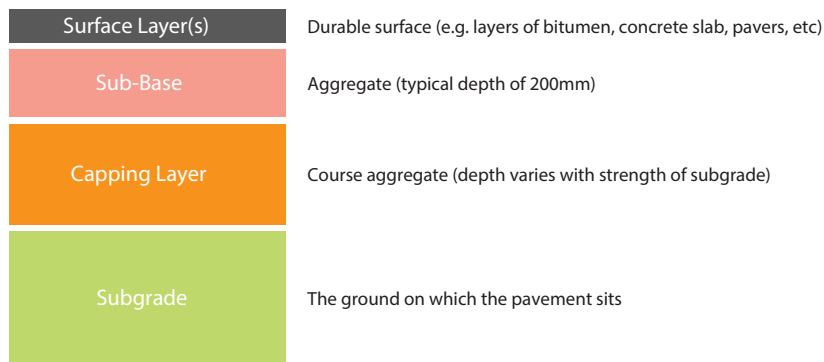 Surface Layer(s)
Durable surface (e.g. layers of bitumen, concrete slab, pavers, etc)
Sub-Base
Aggregate (typical depth of 200mm)
Capping Layer
Course aggregate (depth varies with strength of subgrade)
Subgrade
The ground on which the pavement sits